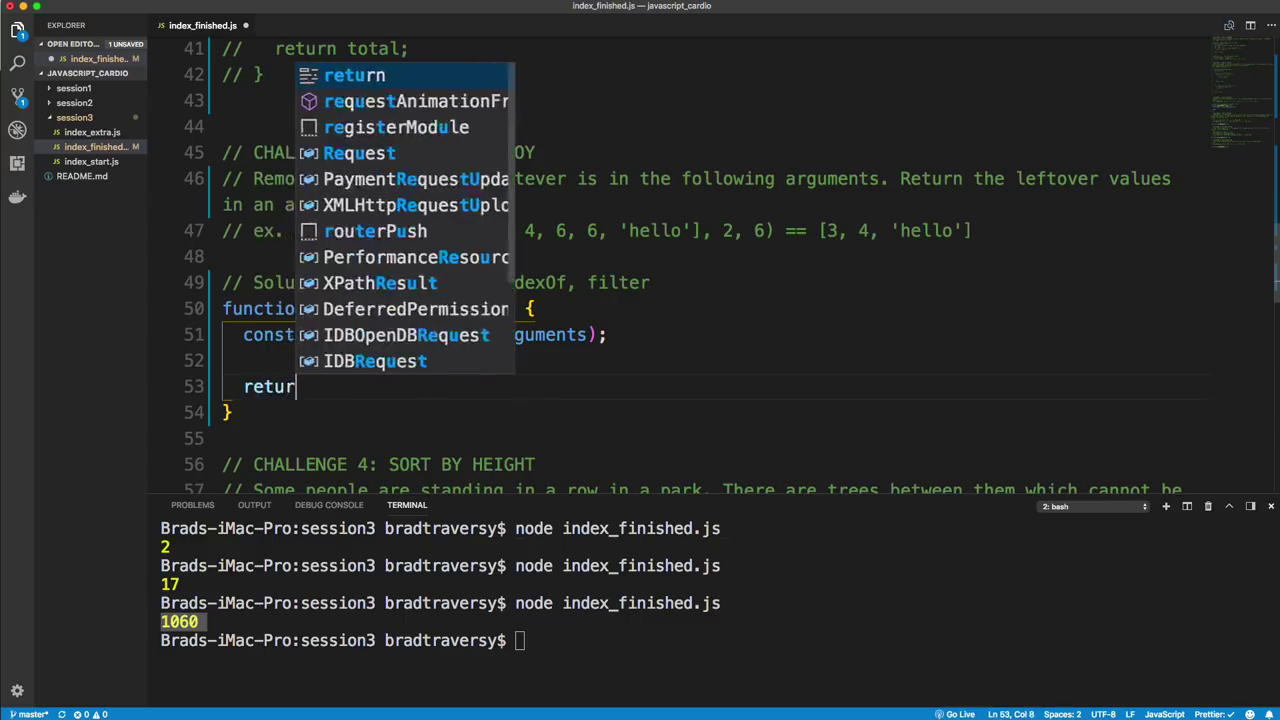 index_finished.js — javascript_cardio
EXPLORER
index_finished.js
OPEN EDITO... 1 UNSAVED
index_finishe...
JAVASCRIPT_CARDIO
session1
session2
session3
index_extra.js
index_finished... M
index_start.js
README.md
1
1
41 // return total;
42 // }
43
44
45 // CHAL OY
46 // Remo tever is in the following arguments. Return the leftover values
in an a
47 // ex. 4, 6, 6, 'hello'], 2, 6) == [3, 4, 'hello']
48
49 // Solu dexOf, filter
50 functio {
51 const guments);
52
53 retur
54 }
55
56 // CHALLENGE 4: SORT BY HEIGHT
57 // Some people are standing in a row in a park. There are trees between them which cannot be
return
requestAnimationFr
registerModule
Request
PaymentRequestUpda
XMLHttpRequestUplo
routerPush
PerformanceResourc
XPathResult
DeferredPermission
IDBOpenDBRequest
IDBRequest
PROBLEMS OUTPUT DEBUG CONSOLE TERMINAL
2: bash
Brads-iMac-Pro:session3 bradtraversy$ node index_finished.js
2
Brads-iMac-Pro:session3 bradtraversy$ node index_finished.js
17
Brads-iMac-Pro:session3 bradtraversy$ node index_finished.js
1060
Brads-iMac-Pro:session3 bradtraversy$
master* 0 0 Go Live Ln 53, Col 8 Spaces: 2 UTF-8 LF JavaScript Prettier: ✓